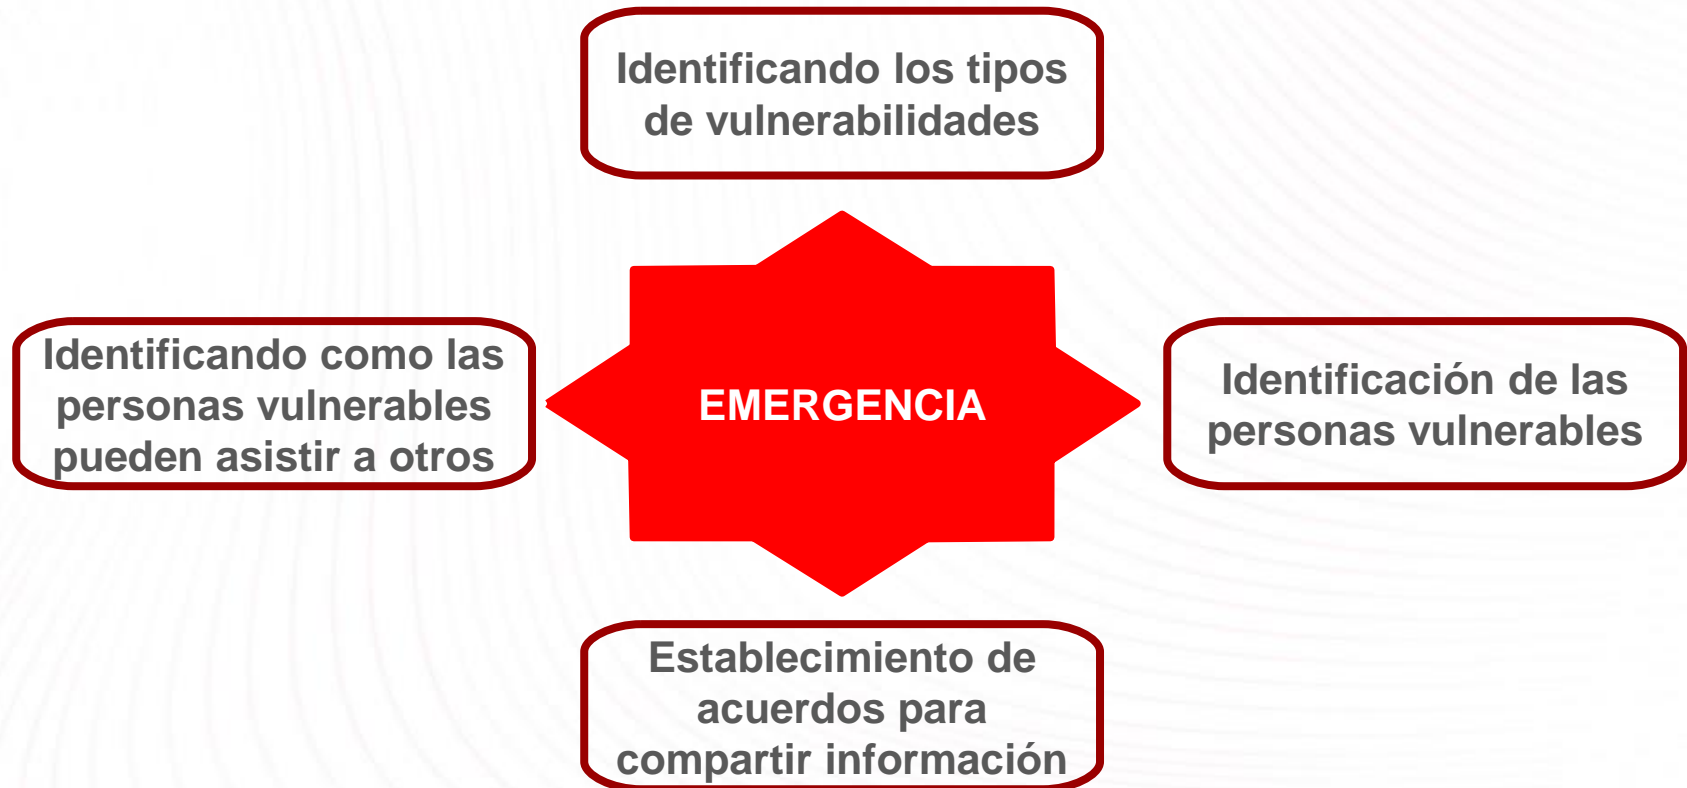 Identificando los tipos
de vulnerabilidades
Identificando como las
personas vulnerables
pueden asistir a otros
EMERGENCIA
Identificación de las
personas vulnerables
Establecimiento de
acuerdos para
compartir información